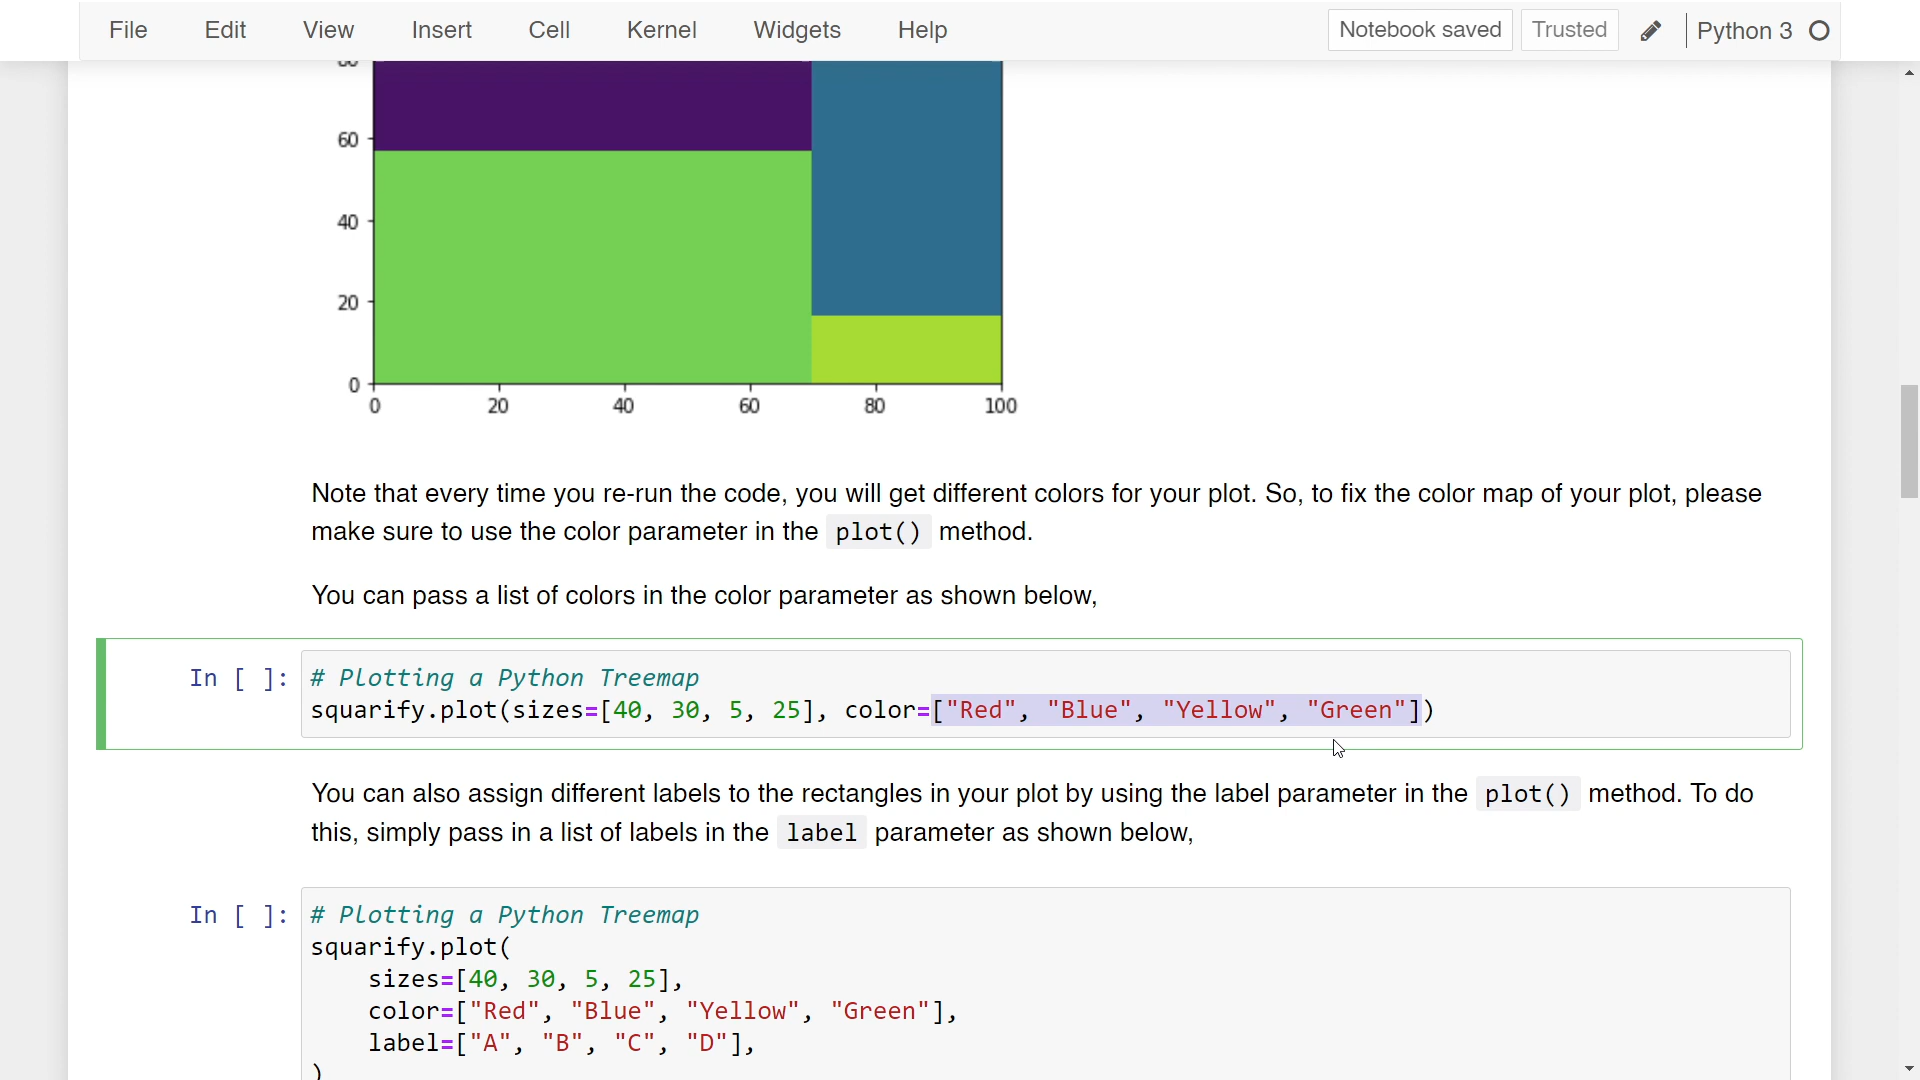 File Edit View Insert Cell Kernel Widgets Help Notebook saved Trusted Python 3
80
60
40
20
0
0 20 40 60 80 100
Note that every time you re-run the code, you will get different colors for your plot. So, to fix the color map of your plot, please
make sure to use the color parameter in the plot() method.
You can pass a list of colors in the color parameter as shown below,
In [ ]: # Plotting a Python Treemap
squarify.plot(sizes=[40, 30, 5, 25], color=["Red", "Blue", "Yellow", "Green"])
You can also assign different labels to the rectangles in your plot by using the label parameter in the plot() method. To do
this, simply pass in a list of labels in the label parameter as shown below,
In [ ]: # Plotting a Python Treemap
squarify.plot(
sizes=[40, 30, 5, 25],
color=["Red", "Blue", "Yellow", "Green"],
label=["A", "B", "C", "D"],
)